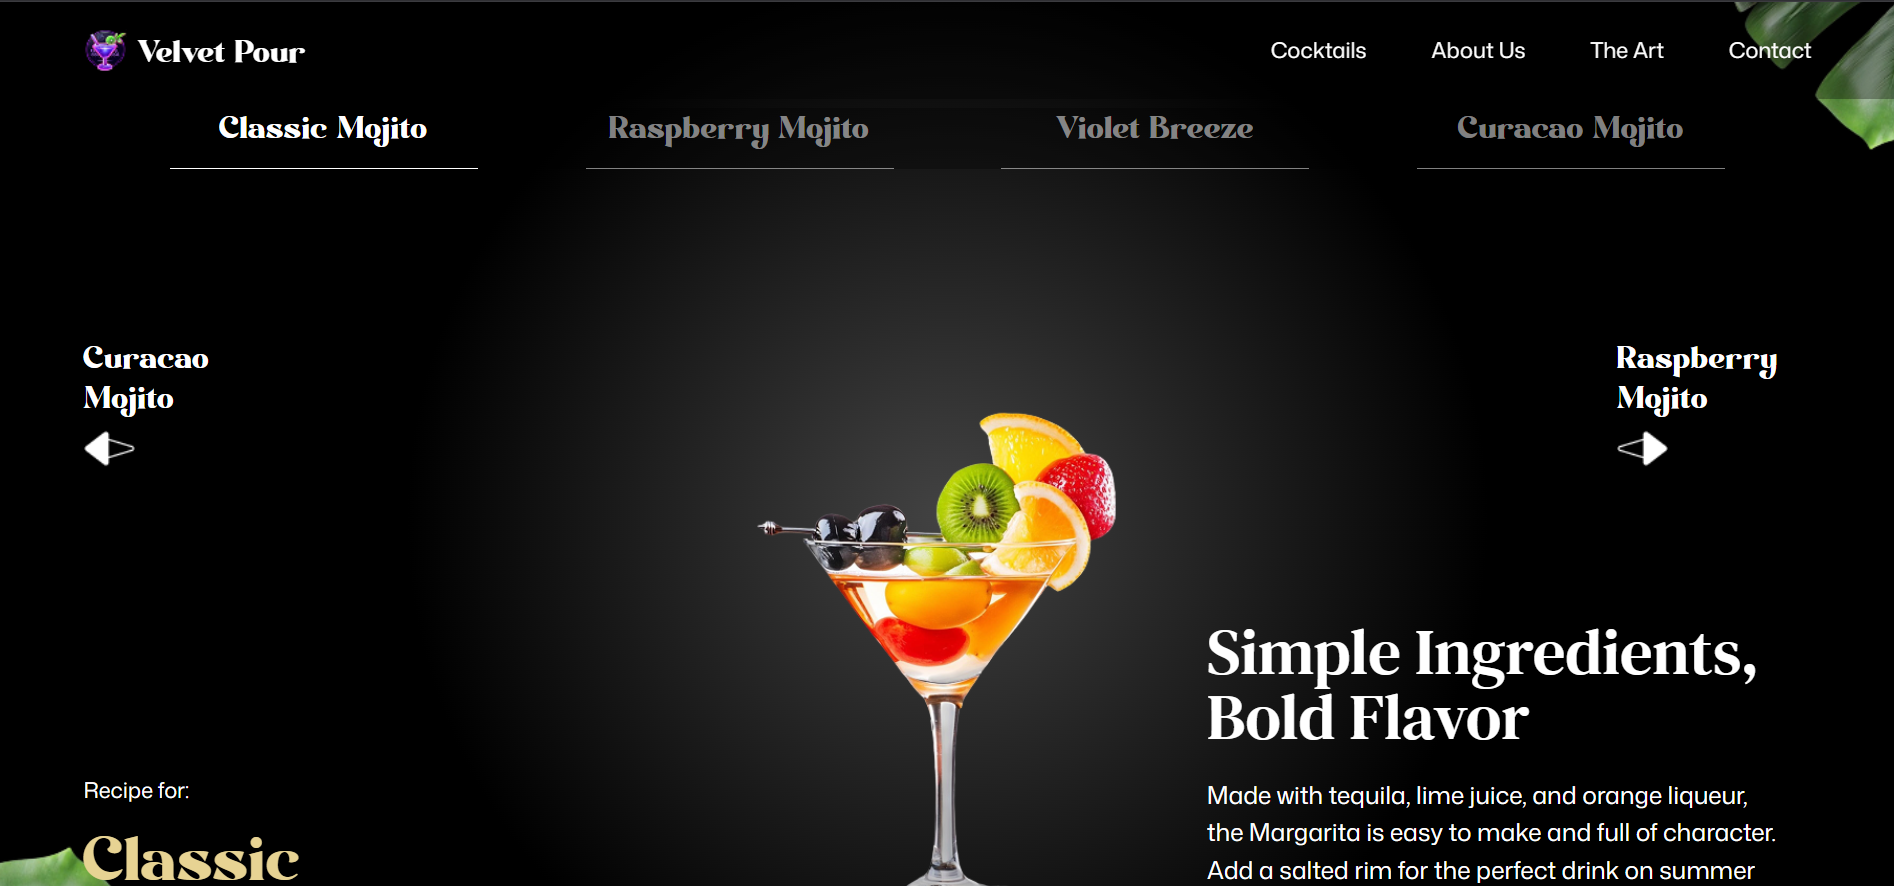 Velvet Pour
Cocktails
About Us
The Art
Contact
Classic Mojito
Raspberry Mojito
Violet Breeze
Curacao Mojito
Curacao
Mojito
Raspberry
Mojito
Simple Ingredients,
Bold Flavor
Recipe for:
Classic
Made with tequila, lime juice, and orange liqueur,
the Margarita is easy to make and full of character.
Add a salted rim for the perfect drink on summer